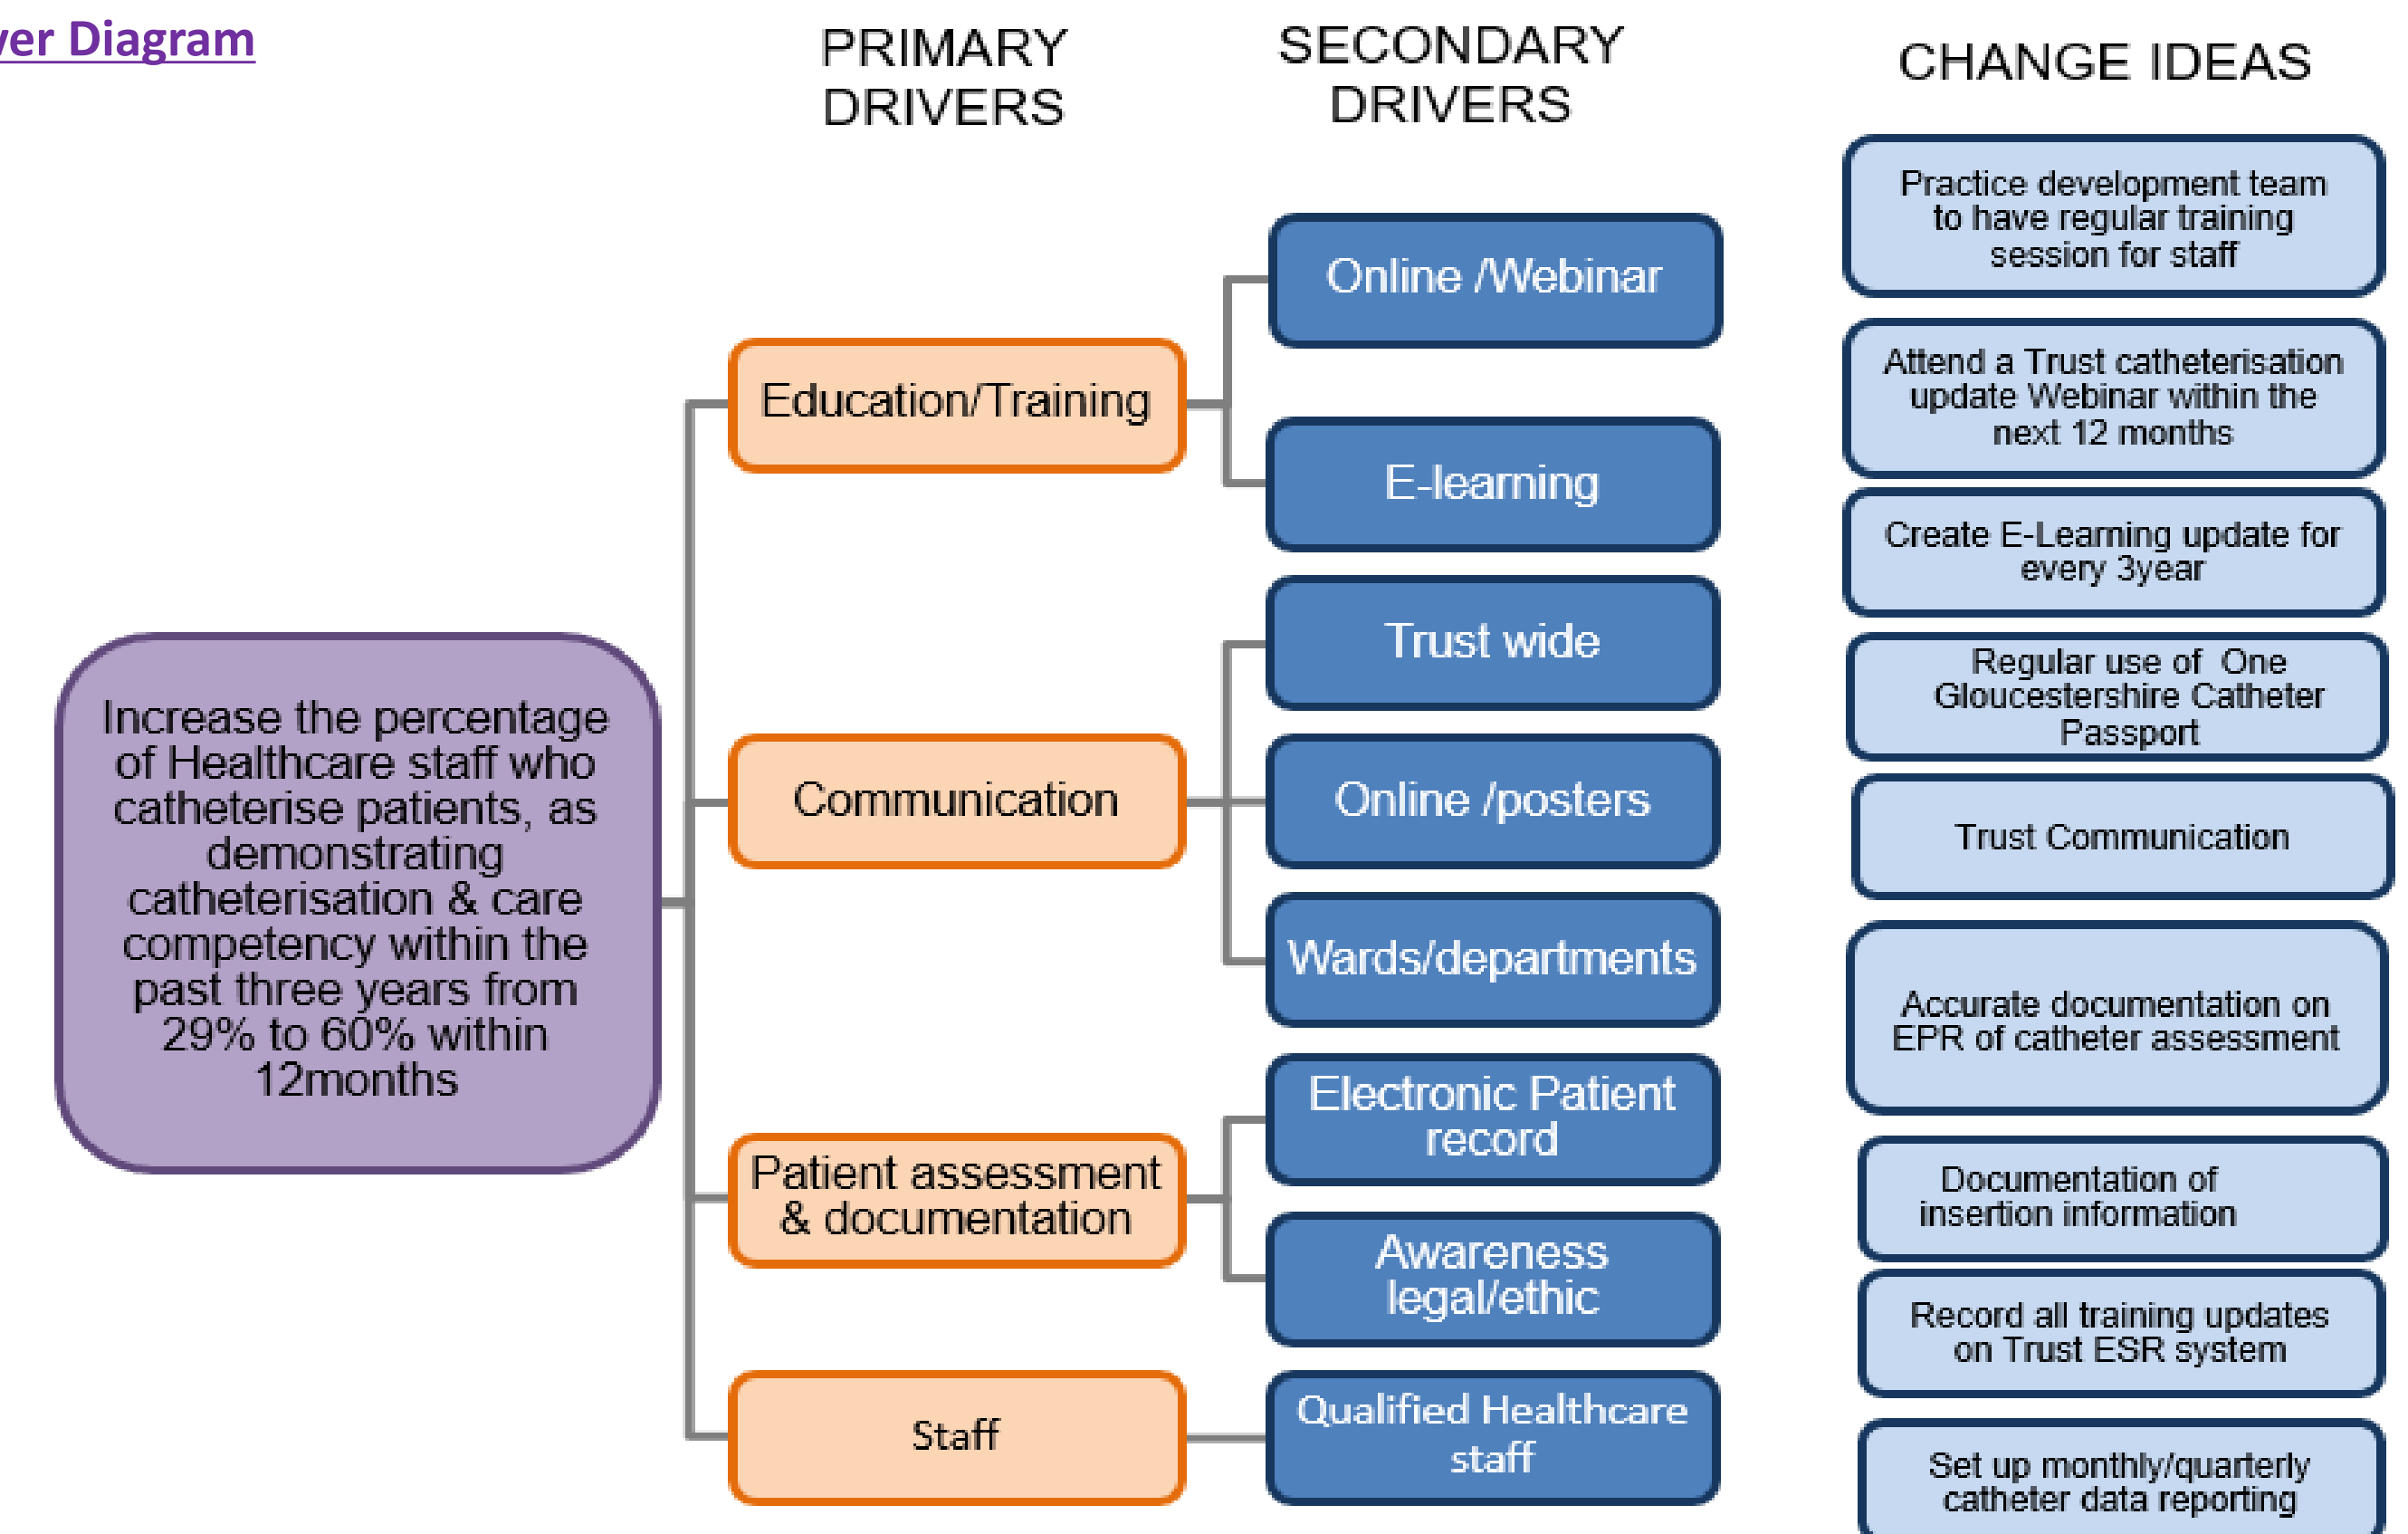 ver Diagram
PRIMARY
DRIVERS
SECONDARY
DRIVERS
CHANGE IDEAS
Increase the percentage
of Healthcare staff who
catheterise patients, as
demonstrating
catheterisation & care
competency within the
past three years from
29% to 60% within
12months
Education/Training
Communication
Patient assessment
& documentation
Staff
Online /Webinar
E-learning
Trust wide
Online /posters
Wards/departments
Electronic Patient
record
Awareness
legal/ethic
Qualified Healthcare
staff
Practice development team
to have regular training
session for staff
Attend a Trust catheterisation
update Webinar within the
next 12 months
Create E-Learning update for
every 3year
Regular use of One
Gloucestershire Catheter
Passport
Trust Communication
Accurate documentation on
EPR of catheter assessment
Documentation of
insertion information
Record all training updates
on Trust ESR system
Set up monthly/quarterly
catheter data reporting